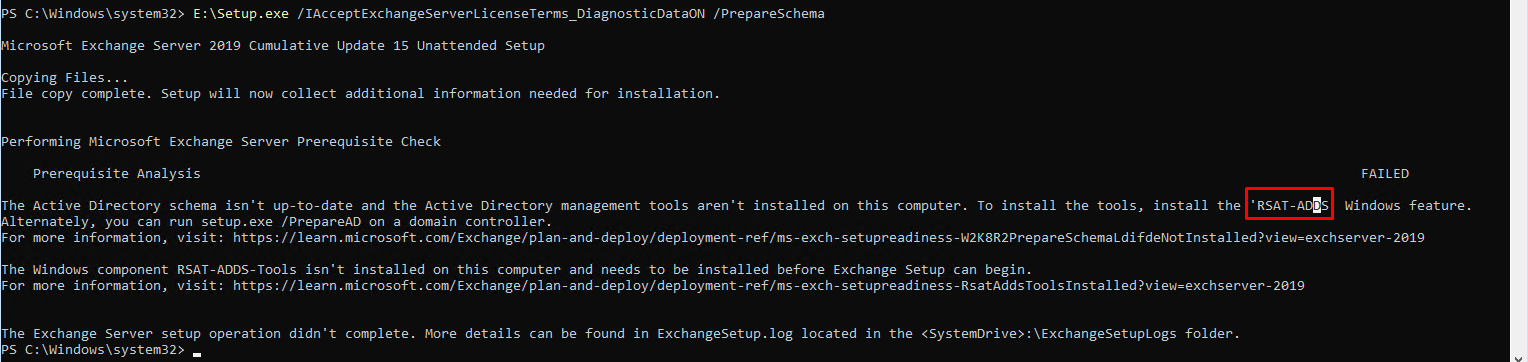 PS C:\Windows\system32> E:\Setup.exe /IAcceptExchangeServerLicenseTerms_DiagnosticDataON /PrepareSchema
Microsoft Exchange Server 2019 Cumulative Update 15 Unattended Setup
Copying Files...
File copy complete. Setup will now collect additional information needed for installation.
Performing Microsoft Exchange Server Prerequisite Check
Prerequisite Analysis FAILED
The Active Directory schema isn't up-to-date and the Active Directory management tools aren't installed on this computer. To install the tools, install the 'RSAT-ADDS Windows feature.
Alternately, you can run setup.exe /PrepareAD on a domain controller.
For more information, visit: https://learn.microsoft.com/Exchange/plan-and-deploy/deployment-ref/ms-exch-setupreadiness-W2K8R2PrepareSchemaLdifdeNotInstalled?view=exchserver-2019
The Windows component RSAT-ADDS-Tools isn't installed on this computer and needs to be installed before Exchange Setup can begin.
For more information, visit: https://learn.microsoft.com/Exchange/plan-and-deploy/deployment-ref/ms-exch-setupreadiness-RsatAddsToolsInstalled?view=exchserver-2019
The Exchange Server setup operation didn't complete. More details can be found in ExchangeSetup.log located in the <SystemDrive>:\ExchangeSetupLogs folder.
PS C:\Windows\system32>